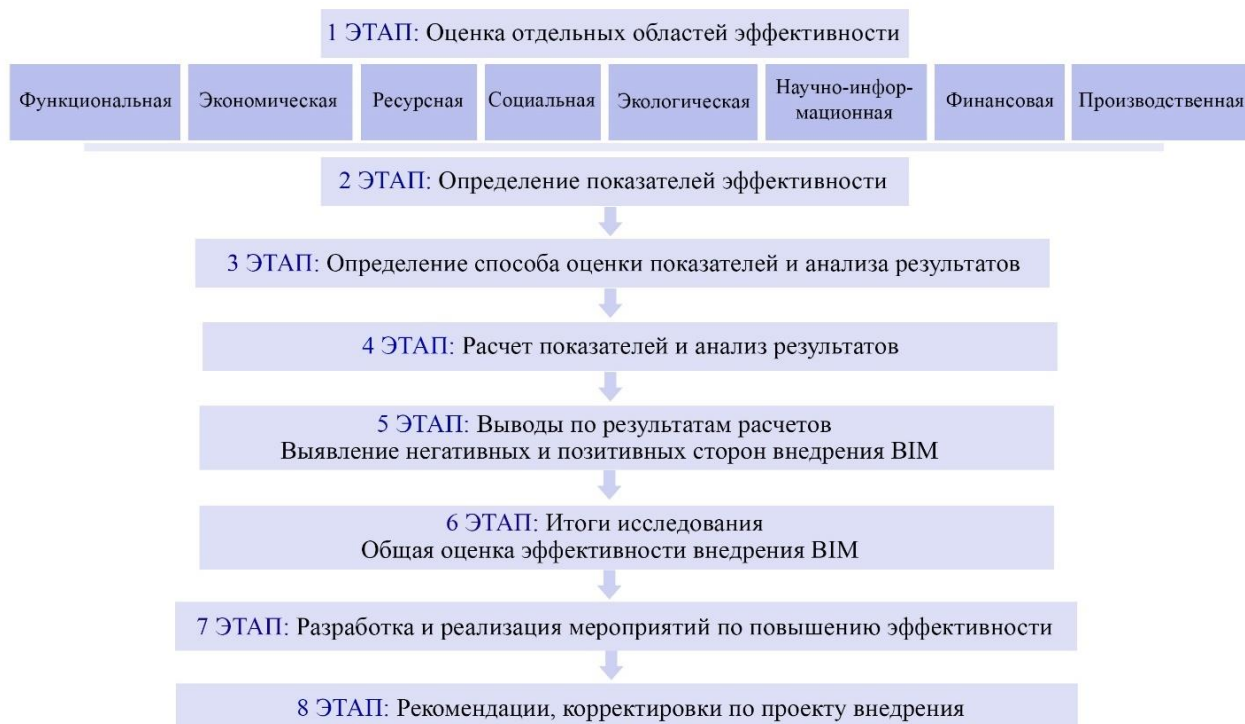 1 ЭТАП: Оценка отдельных областей эффективности
Функциональная
Экономическая
Ресурсная
Социальная
Экологическая
Научно-инфор-
мационная
Финансовая
Производственная
2 ЭТАП: Определение показателей эффективности
3 ЭТАП: Определение способа оценки показателей и анализа результатов
4 ЭТАП: Расчет показателей и анализ результатов
5 ЭТАП: Выводы по результатам расчетов
Выявление негативных и позитивных сторон внедрения BIM
6 ЭТАП: Итоги исследования
Общая оценка эффективности внедрения BIM
7 ЭТАП: Разработка и реализация мероприятий по повышению эффективности
8 ЭТАП: Рекомендации, корректировки по проекту внедрения